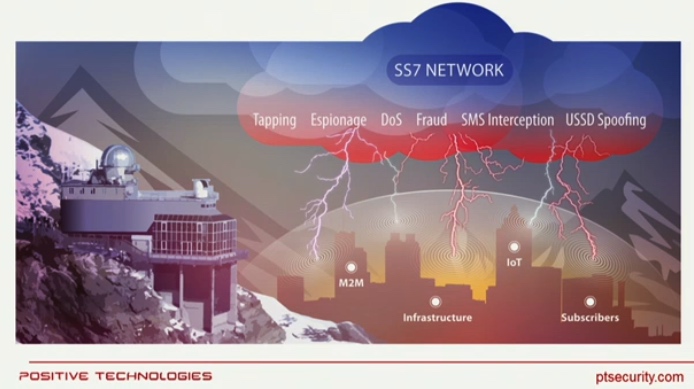 SS7 NETWORK
Tapping Espionage DoS Fraud SMS Interception USSD Spoofing
IoT
M2M
Infrastructure Subscribers
POSITIVE TECHNOLOGIES ptsecurity.com